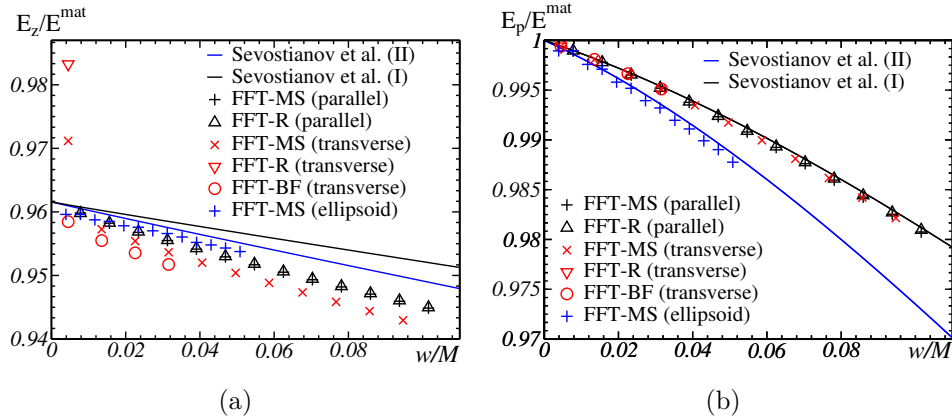 E_z/E^mat
0.98
0.97
0.96
0.95
0.94
0
0.02
0.04
0.06
0.08
w/M
Sevostianov et al. (II)
Sevostianov et al. (I)
FFT-MS (parallel)
FFT-R (parallel)
FFT-MS (transverse)
FFT-R (transverse)
FFT-BF (transverse)
FFT-MS (ellipsoid)
(a)
E_p/E^mat
1
0.995
0.99
0.985
0.98
0.975
0.97
0
0.02
0.04
0.06
0.08
w/M
Sevostianov et al. (II)
Sevostianov et al. (I)
FFT-MS (parallel)
FFT-R (parallel)
FFT-MS (transverse)
FFT-R (transverse)
FFT-BF (transverse)
FFT-MS (ellipsoid)
(b)